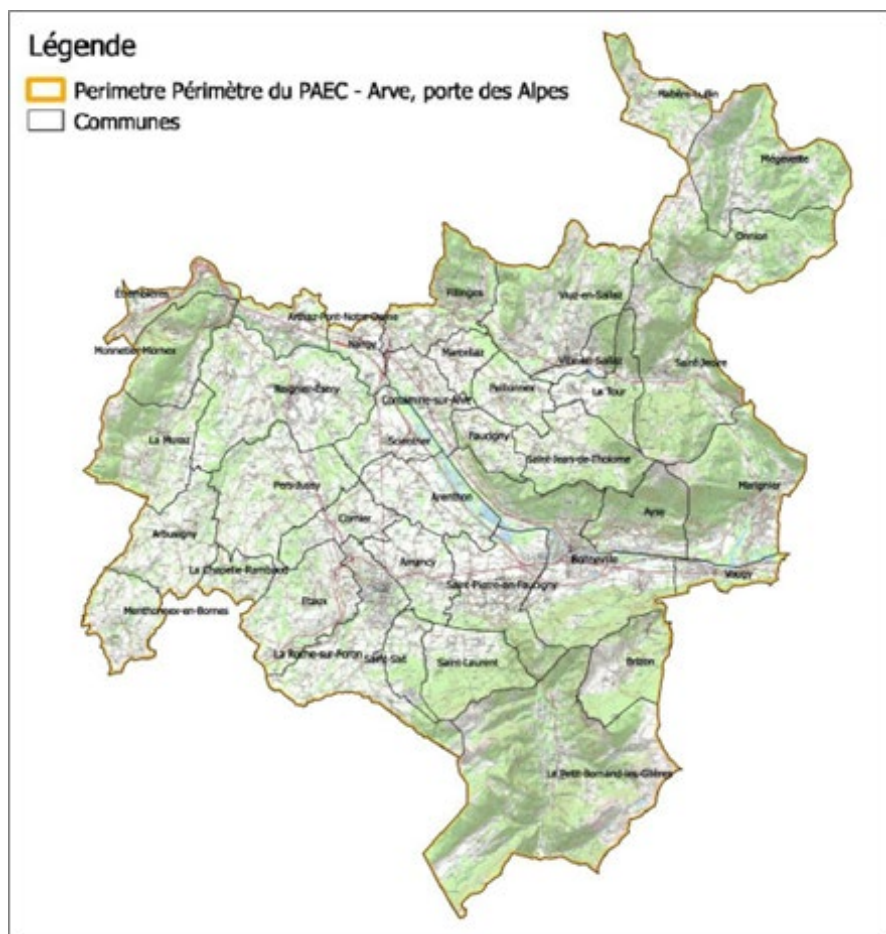 Légende
Perimetre Périmètre du PAEC - Arve, porte des Alpes
Communes
Habère-Lullin
Mégevette
Onnion
Fillinges
Viuz-en-Sallaz
Étrembières
Arthaz-Pont-Notre-Dame
Monnetier-Mornex
Nangy
Marcellaz
Ville-en-Sallaz
Saint-Jeoire
Peillonnex
La Tour
Reignier-Ésery
Contamine-sur-Arve
Faucigny
La Muraz
Scientrier
Saint-Jean-de-Tholome
Pers-Jussy
Arenthon
Marignier
Cornier
Ayse
Arbusigny
Bonneville
La Chapelle-Rambaud
Amancy
Vougy
Saint-Pierre-en-Faucigny
Etaux
Menthonnex-en-Bornes
La Roche-sur-Foron
Saint-Sixt
Saint-Laurent
Brizon
Le Petit-Bornand-les-Glières